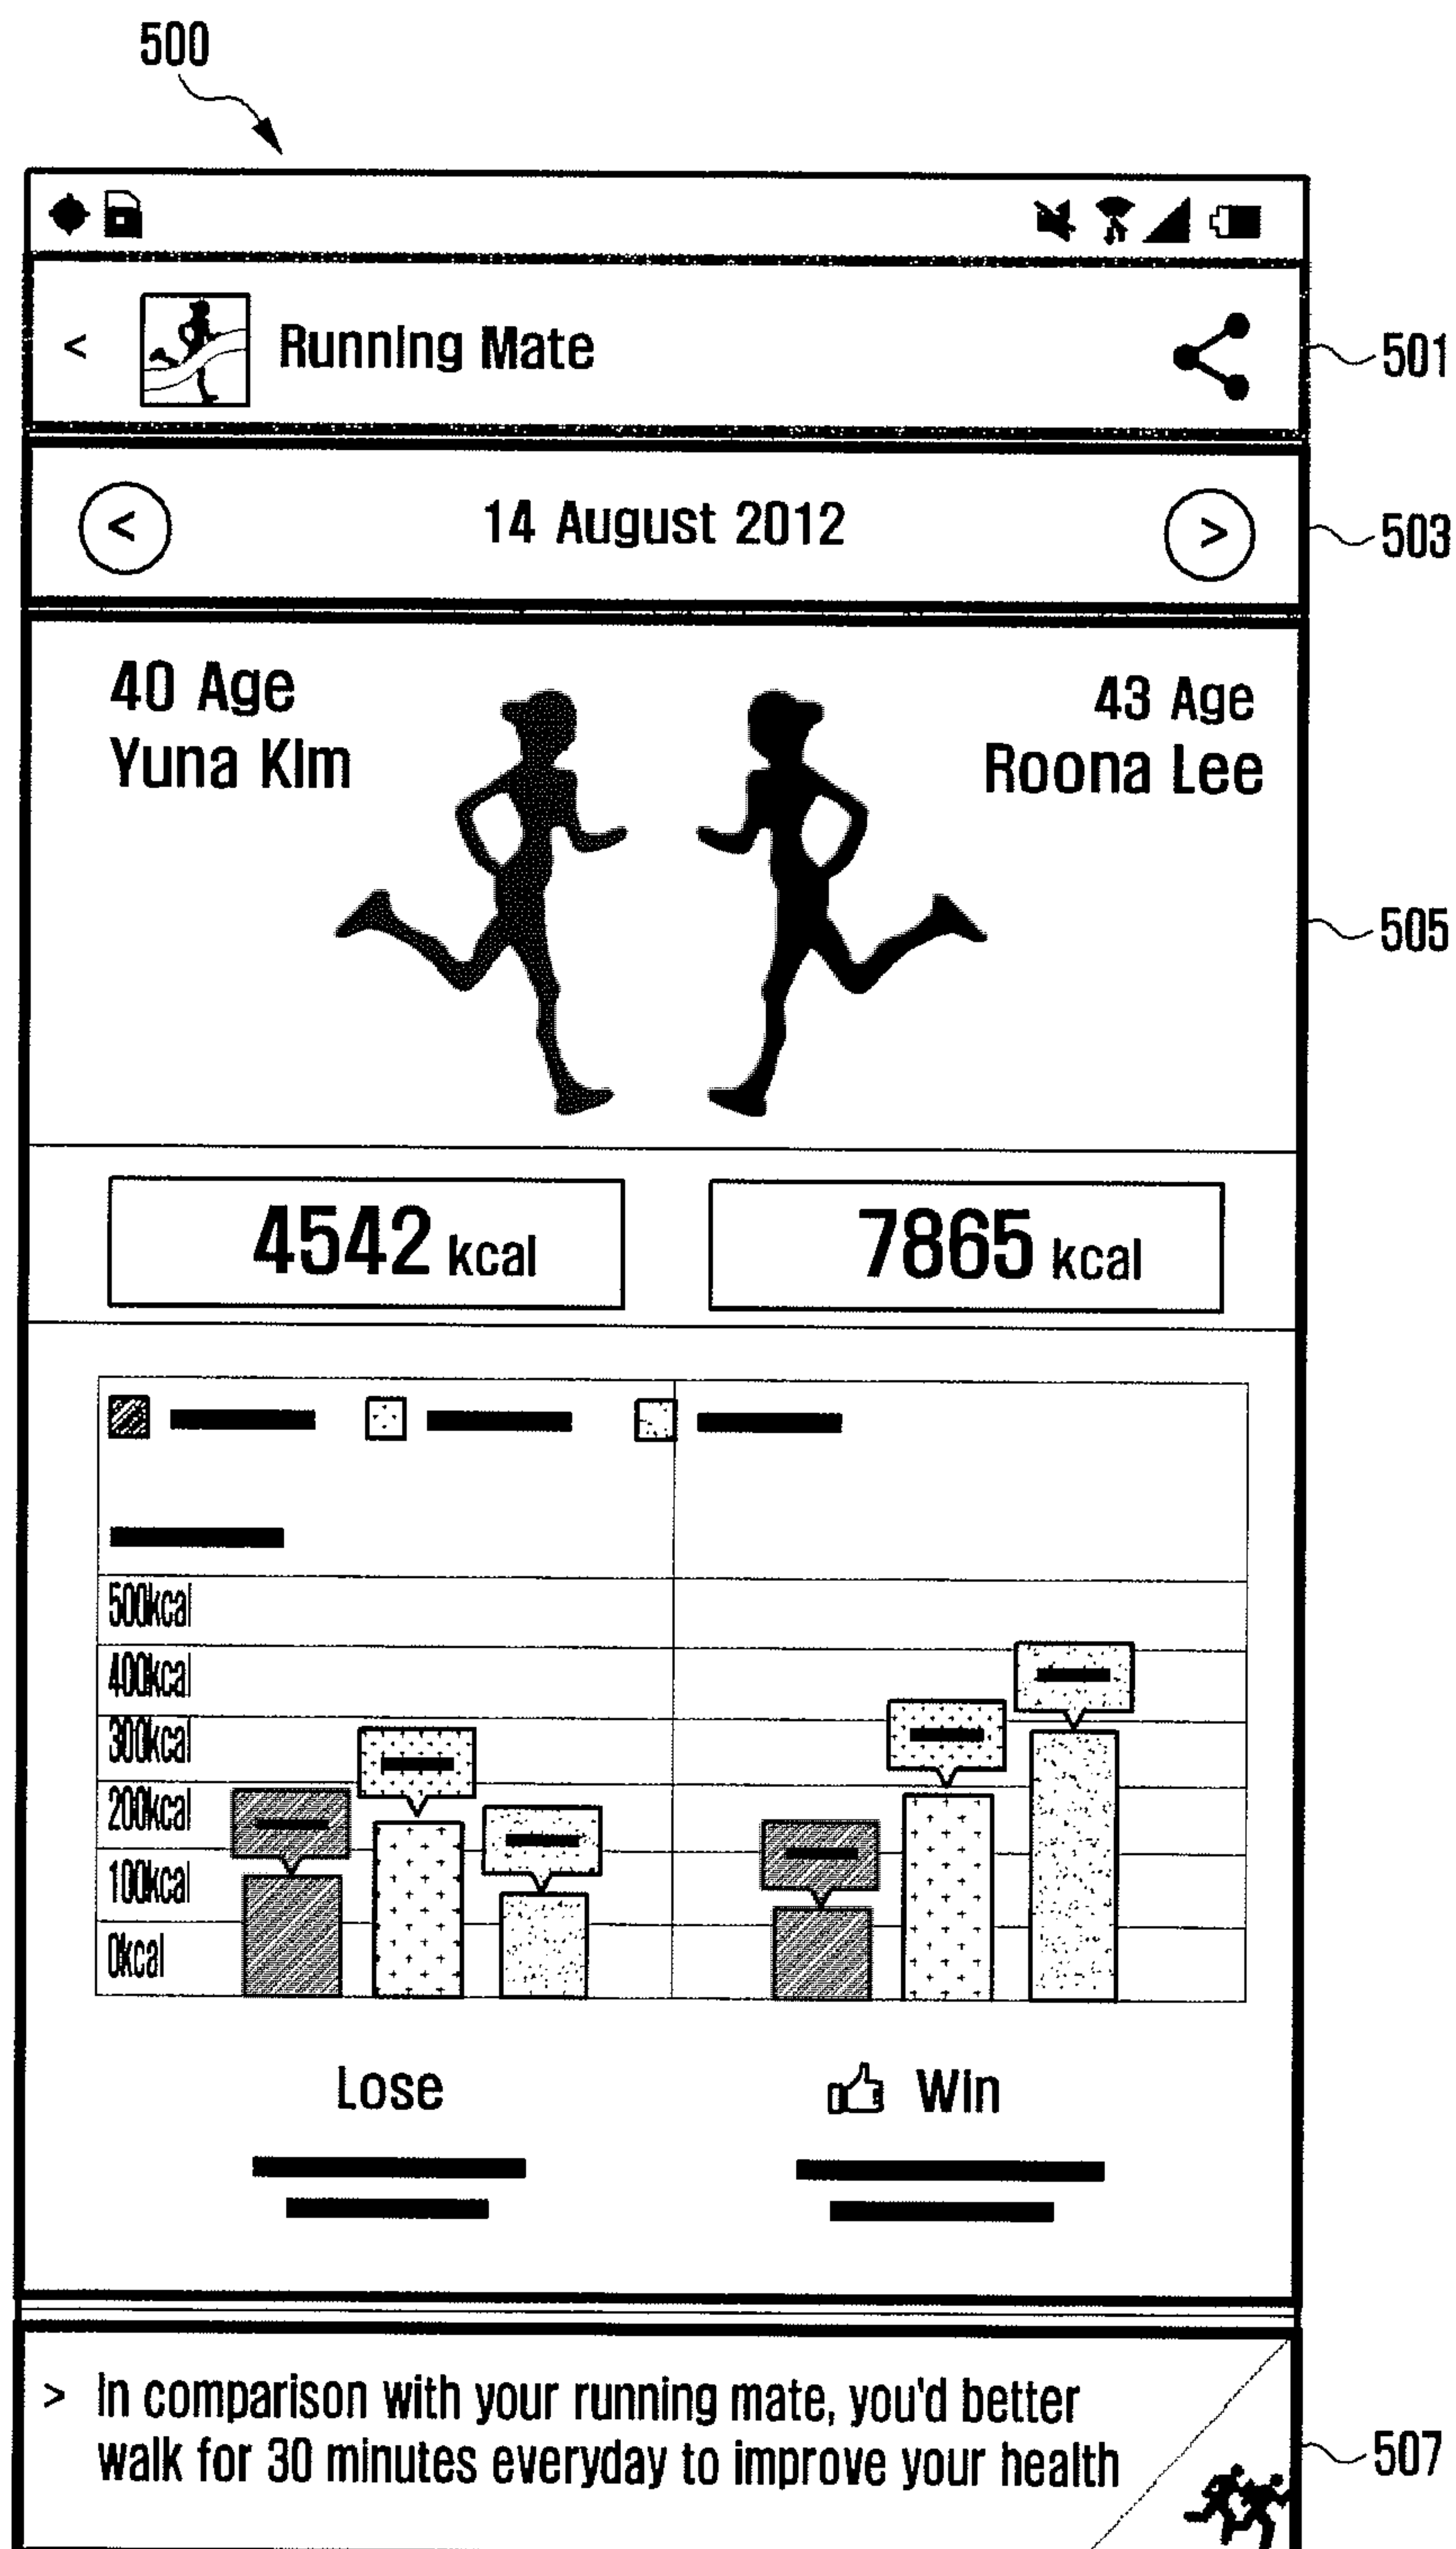 500
Running Mate
501
<
14 August 2012
>
503
40 Age
Yuna Kim
43 Age
Roona Lee
505
4542 kcal
7865 kcal
500kcal
400kcal
300kcal
200kcal
100kcal
0kcal
Lose
Win
> In comparison with your running mate, you'd better
walk for 30 minutes everyday to improve your health
507